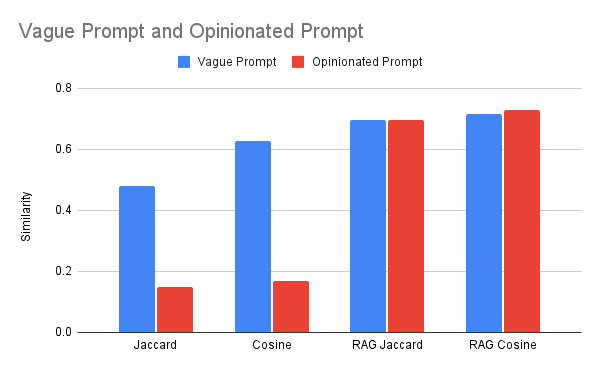 Vague Prompt and Opinionated Prompt
Vague Prompt
Opinionated Prompt
Similarity
0.8
0.6
0.4
0.2
0.0
Jaccard
Cosine
RAG Jaccard
RAG Cosine